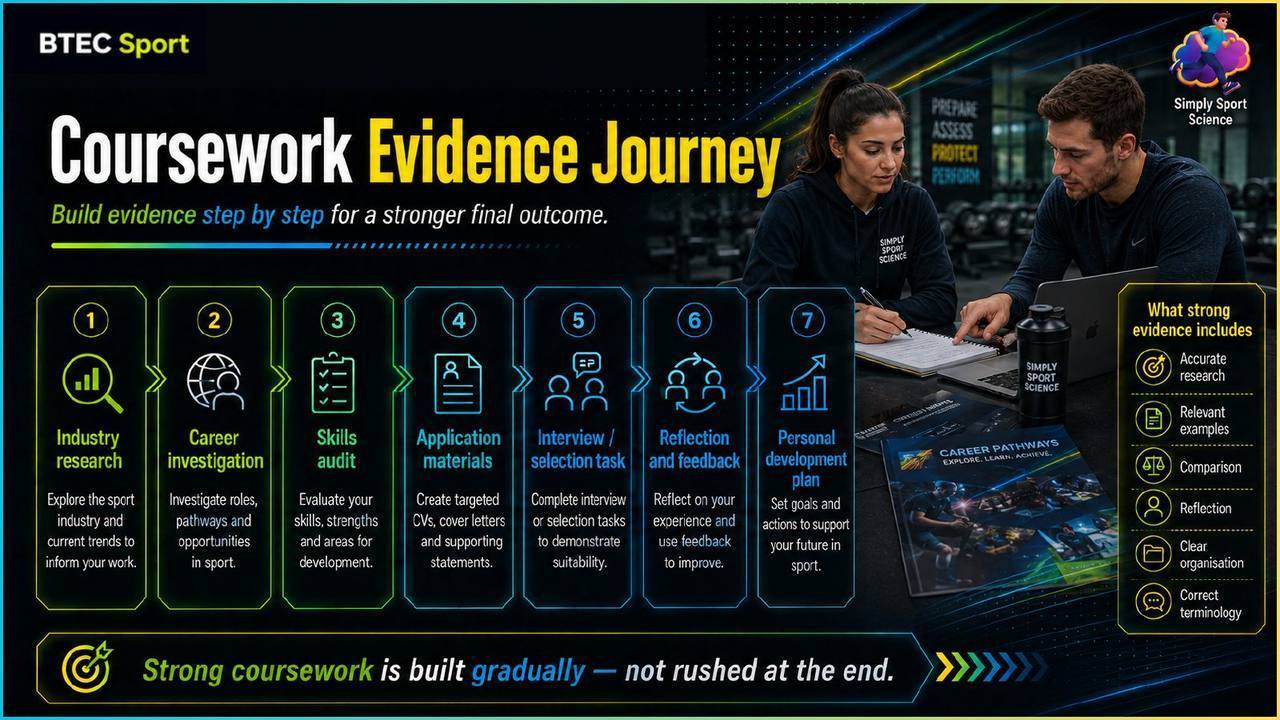 BTEC Sport
Simply Sport
Science
PREPARE
ASSESS
PROTECT
PERFORM
Coursework Evidence Journey
Build evidence step by step for a stronger final outcome.
SIMPLY
SPORT
SCIENCE
1
Industry
research
Explore the sport
industry and
current trends to
inform your work.
2
Career
investigation
Investigate roles,
pathways and
opportunities
in sport.
3
Skills
audit
Evaluate your
skills, strengths
and areas for
development.
4
Application
materials
Create targeted
CVs, cover letters
and supporting
statements.
5
Interview /
selection task
Complete interview
or selection tasks
to demonstrate
suitability.
6
Reflection
and feedback
Reflect on your
experience and
use feedback
to improve.
7
Personal
development
plan
Set goals and
actions to support
your future in
sport.
SIMPLY
SPORT
SCIENCE
CAREER PATHWAYS
EXPLORE. LEARN. ACHIEVE.
What strong
evidence includes
Accurate
research
Relevant
examples
Comparison
Reflection
Clear
organisation
Correct
terminology
Strong coursework is built gradually — not rushed at the end.